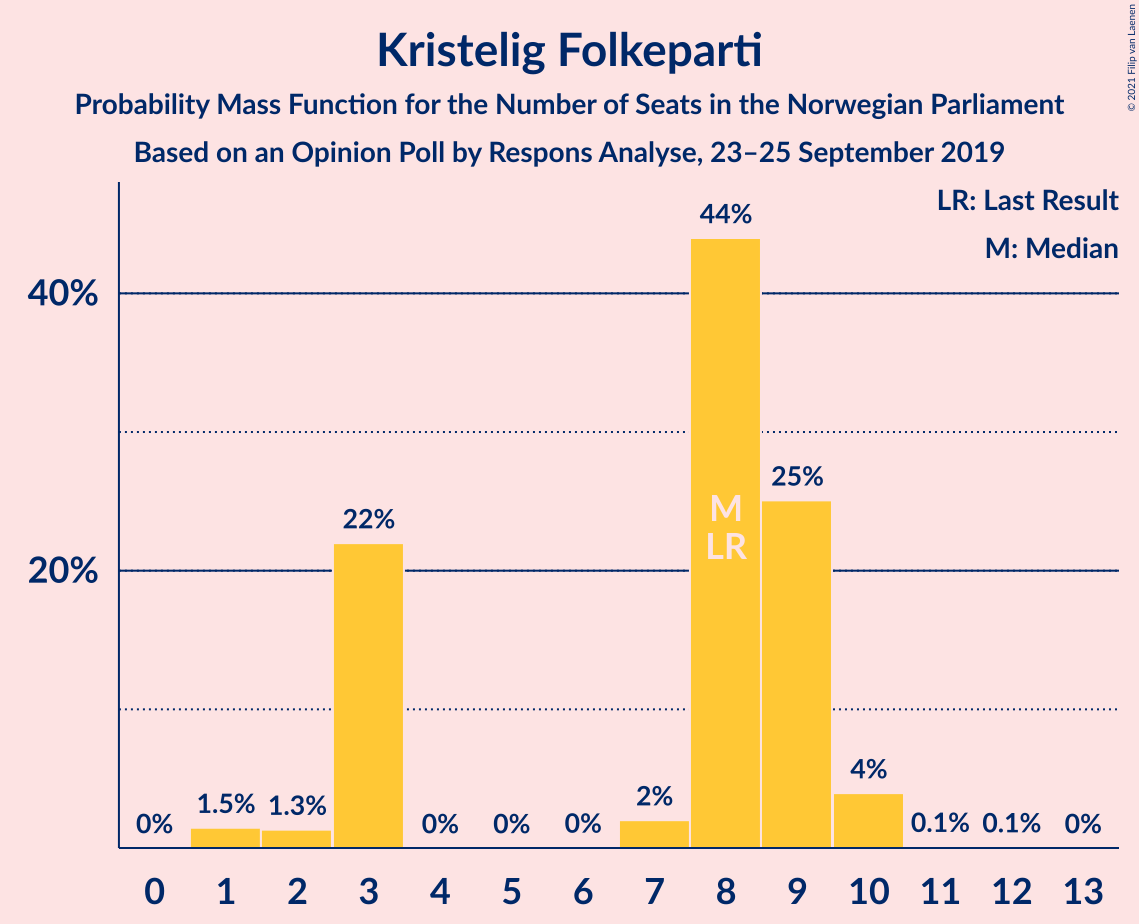 Kristelig Folkeparti
Probability Mass Function for the Number of Seats in the Norwegian Parliament
Based on an Opinion Poll by Respons Analyse, 23–25 September 2019
© 2021 Filip van Laenen
LR: Last Result
M: Median
40%
20%
0%
1.5%
1.3%
22%
0%
0%
0%
2%
44%
M
LR
25%
4%
0.1%
0.1%
0%
0 1 2 3 4 5 6 7 8 9 10 11 12 13